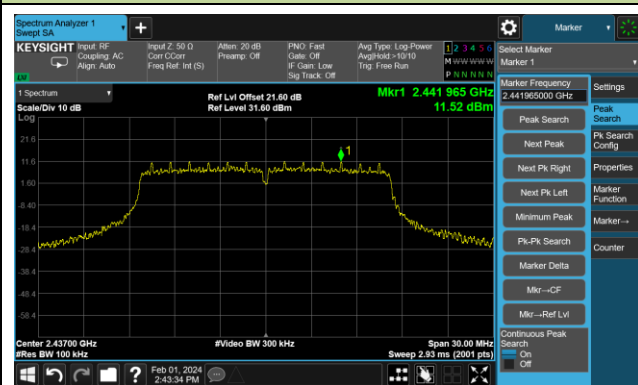 Spectrum Analyzer 1
Swept SA
Marker
KEYSIGHT
Input: RF
Coupling: AC
Align: Auto
Input Z: 50 Ω
Corr CCorr
Freq Ref: Int (S)
Atten: 20 dB
Preamp: Off
PNO: Fast
Gate: Off
IF Gain: Low
Sig Track: Off
Avg Type: Log-Power
Avg|Hold:>10/10
Trig: Free Run
1 2 3 4 5 6
M W W W W W
P N N N N N
LXI
Select Marker
Marker 1
1 Spectrum
Scale/Div 10 dB
Log
Ref Lvl Offset 21.60 dB
Ref Level 31.60 dBm
Mkr1 2.441 965 GHz
11.52 dBm
21.6
11.6
1.60
-8.40
-18.4
-28.4
-38.4
-48.4
-58.4
1
Center 2.43700 GHz
#Res BW 100 kHz
#Video BW 300 kHz
Span 30.00 MHz
Sweep 2.93 ms (2001 pts)
Marker Frequency
2.441965000 GHz
Peak Search
Next Peak
Next Pk Right
Next Pk Left
Minimum Peak
Pk-Pk Search
Marker Delta
Mkr→CF
Mkr→Ref Lvl
Continuous Peak
Search
On
Off
Settings
Peak
Search
Pk Search
Config
Properties
Marker
Function
Marker→
Counter
Feb 01, 2024
2:43:34 PM